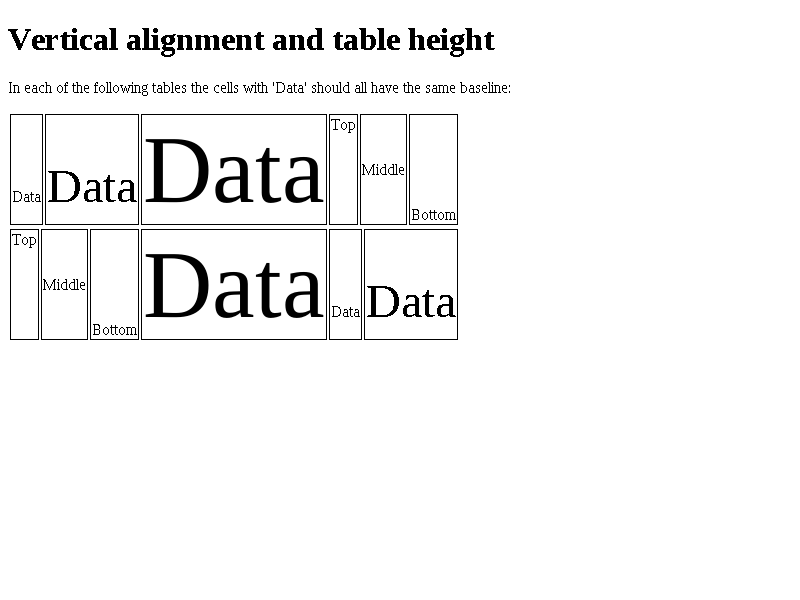 Vertical alignment and table height
In each of the following tables the cells with 'Data' should all have the same baseline:
Data Data Data Top Middle Bottom
Top Middle Bottom Data Data Data